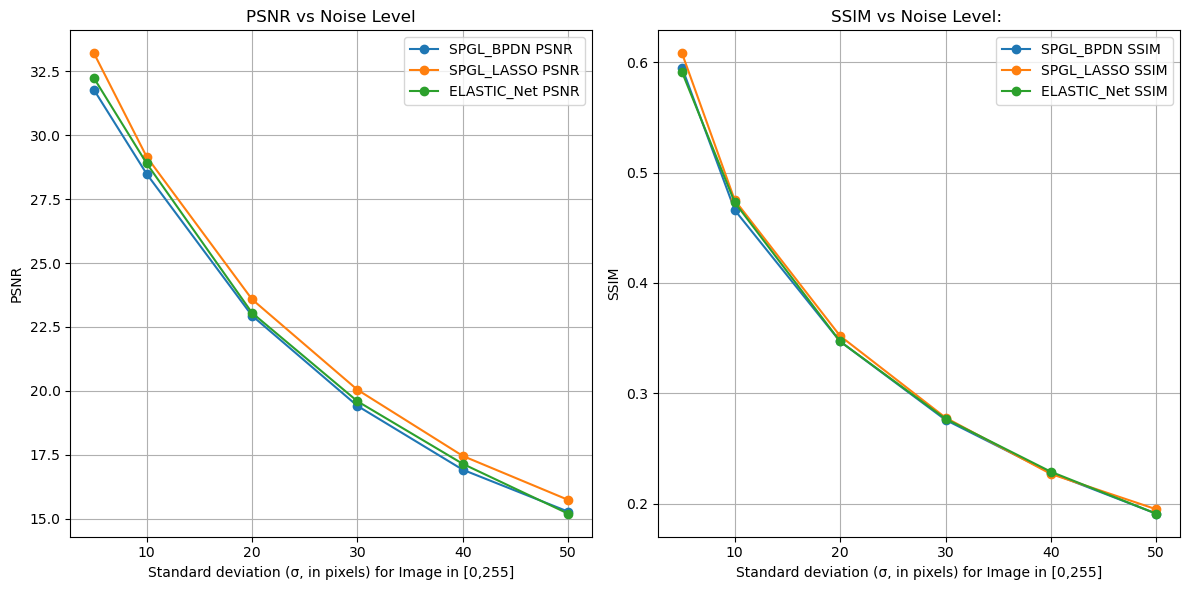 PSNR vs Noise Level
PSNR
32.5
30.0
27.5
25.0
22.5
20.0
17.5
15.0
SPGL_BPDN PSNR
SPGL_LASSO PSNR
ELASTIC_Net PSNR
10
20
30
40
50
Standard deviation (σ, in pixels) for Image in [0,255]
SSIM vs Noise Level:
SSIM
0.6
0.5
0.4
0.3
0.2
SPGL_BPDN SSIM
SPGL_LASSO SSIM
ELASTIC_Net SSIM
10
20
30
40
50
Standard deviation (σ, in pixels) for Image in [0,255]